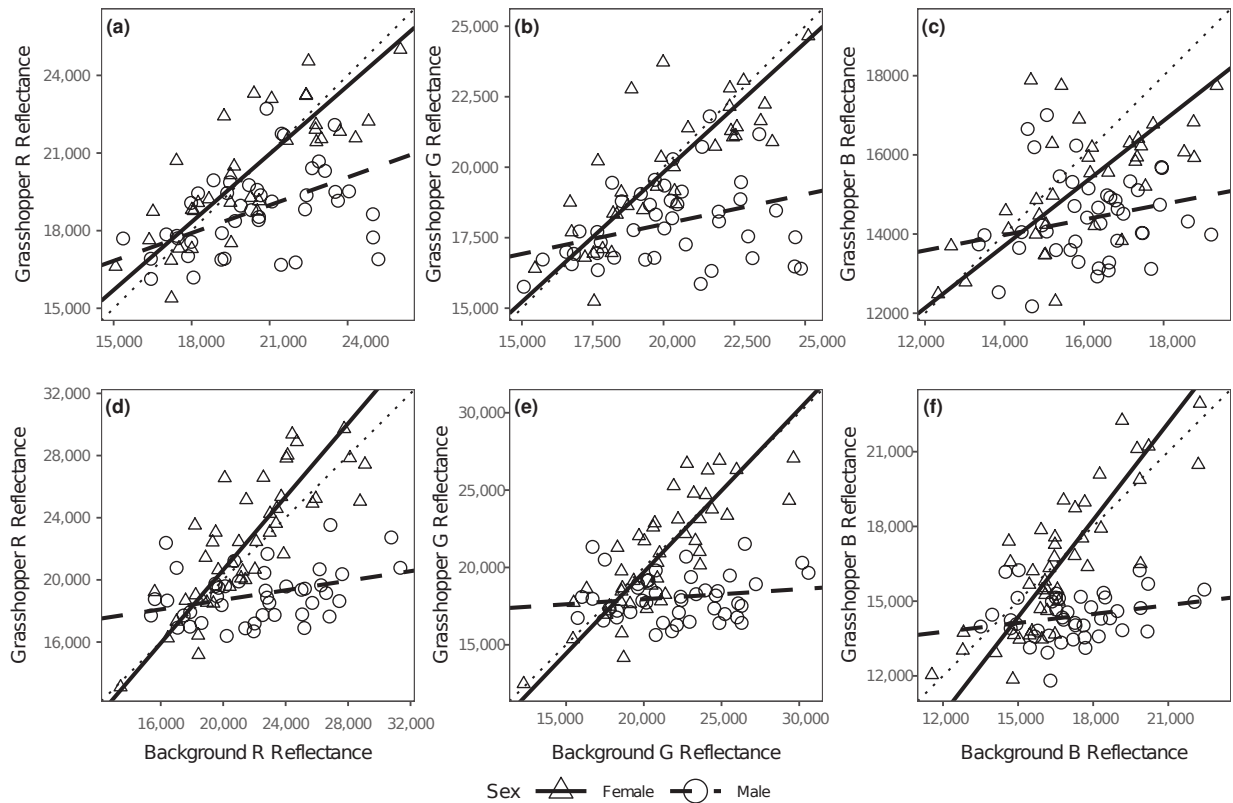 (a)
Grasshopper R Reflectance
24,000
21,000
18,000
15,000
15,000 18,000 21,000 24,000
(b)
Grasshopper G Reflectance
25,000
22,500
20,000
17,500
15,000
15,000 17,500 20,000 22,500 25,000
(c)
Grasshopper B Reflectance
18000
16000
14000
12000
12,000 14,000 16,000 18,000
(d)
Grasshopper R Reflectance
32,000
28,000
24,000
20,000
16,000
16,000 20,000 24,000 28,000 32,000
Background R Reflectance
(e)
Grasshopper G Reflectance
30,000
25,000
20,000
15,000
15,000 20,000 25,000 30,000
Background G Reflectance
(f)
Grasshopper B Reflectance
21,000
18,000
15,000
12,000
12,000 15,000 18,000 21,000
Background B Reflectance
Sex Female Male